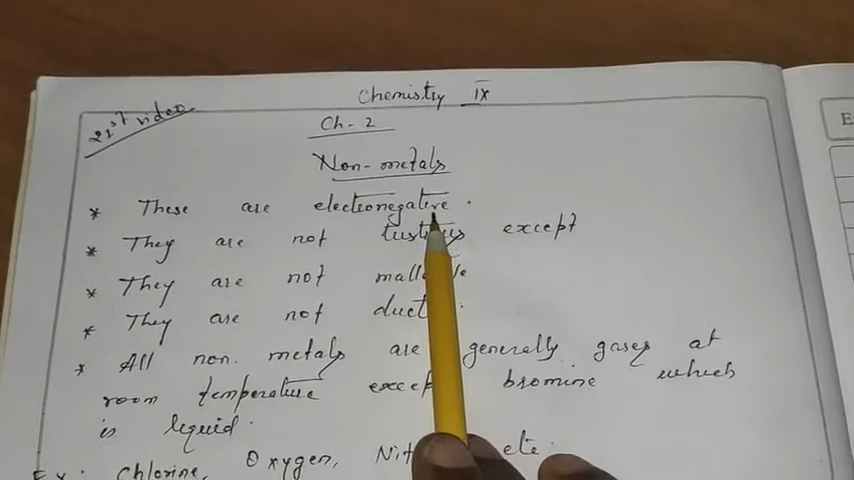 Chemistry IX
21st video
Ch-2
Non-metals
* These are electronegative.
* They are not except
* They are not
* They are not
* All non. metals are generally gases at
room temperature except bromine which
is liquid.
Ex: Chlorine, Oxygen, etc.